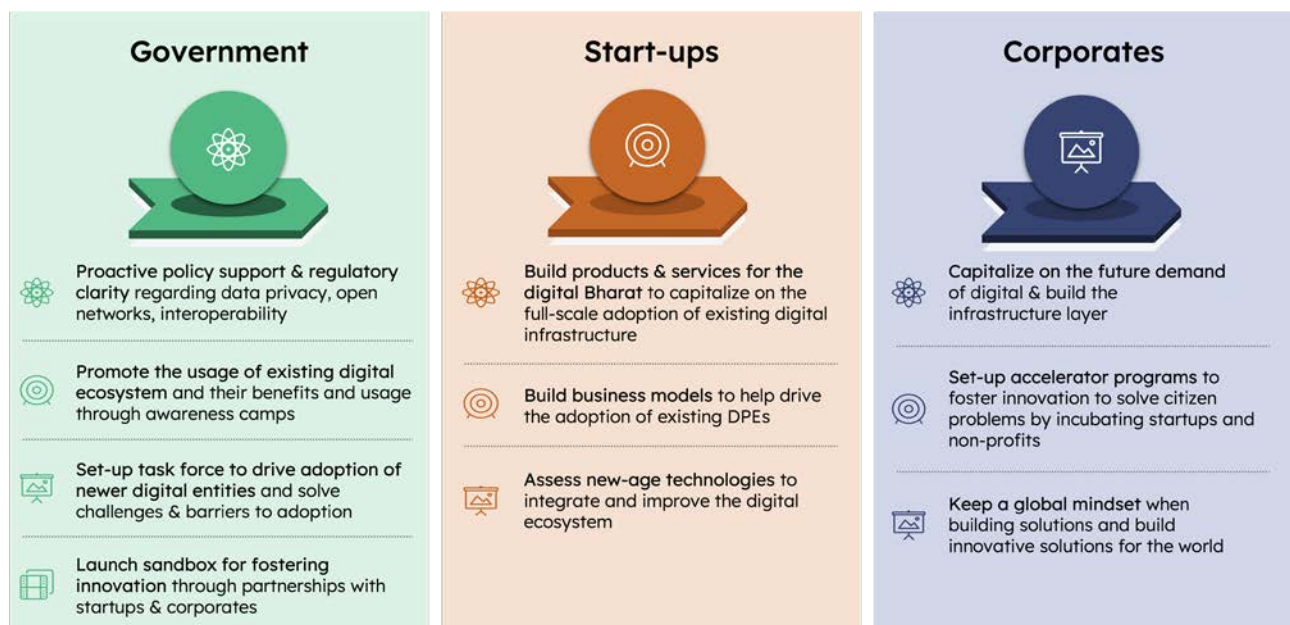 Government
Proactive policy support & regulatory
clarity regarding data privacy, open
networks, interoperability
Promote the usage of existing digital
ecosystem and their benefits and usage
through awareness camps
Set-up task force to drive adoption of
newer digital entities and solve
challenges & barriers to adoption
Launch sandbox for fostering
innovation through partnerships with
startups & corporates
Start-ups
Build products & services for the
digital Bharat to capitalize on the
full-scale adoption of existing digital
infrastructure
Build business models to help drive
the adoption of existing DPEs
Assess new-age technologies to
integrate and improve the digital
ecosystem
Corporates
Capitalize on the future demand
of digital & build the
infrastructure layer
Set-up accelerator programs to
foster innovation to solve citizen
problems by incubating startups and
non-profits
Keep a global mindset when
building solutions and build
innovative solutions for the world